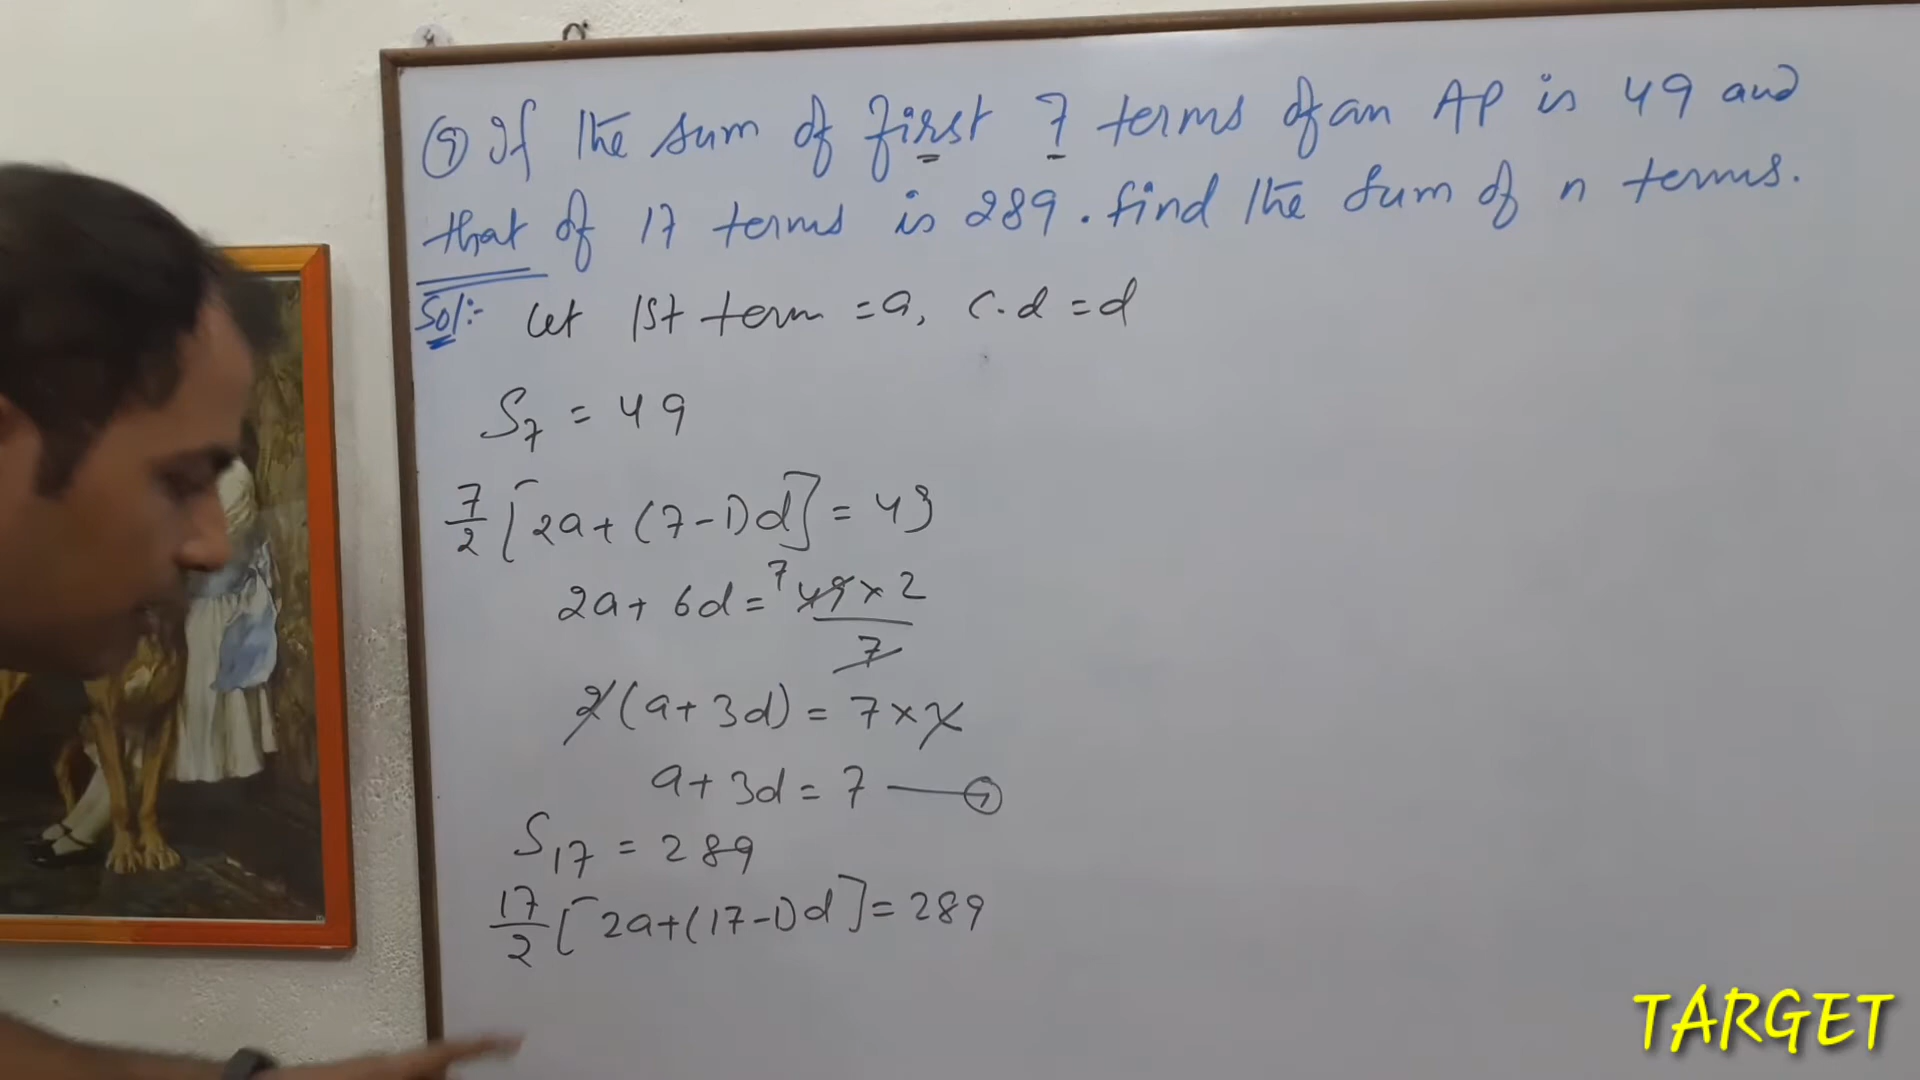 ⑨ If the sum of first 7 terms of an AP is 49 and
that of 17 terms is 289. find the sum of n terms.
Sol:- Let 1st term = a, C.d = d
S₇ = 49
7/2 [2a + (7-1)d] = 49
2a + 6d = 7 49 × 2 / 7
2(a + 3d) = 7 × 2
a + 3d = 7 — ①
S₁₇ = 289
17/2 [2a + (17-1)d] = 289
TARGET